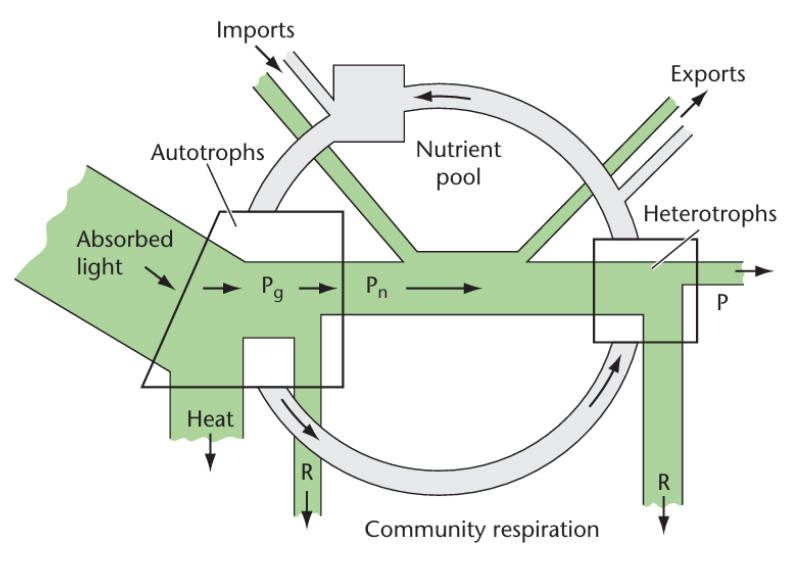 Imports
Exports
Autotrophs
Nutrient
pool
Heterotrophs
Absorbed
light
Pg
Pn
P
Heat
R
R
Community respiration